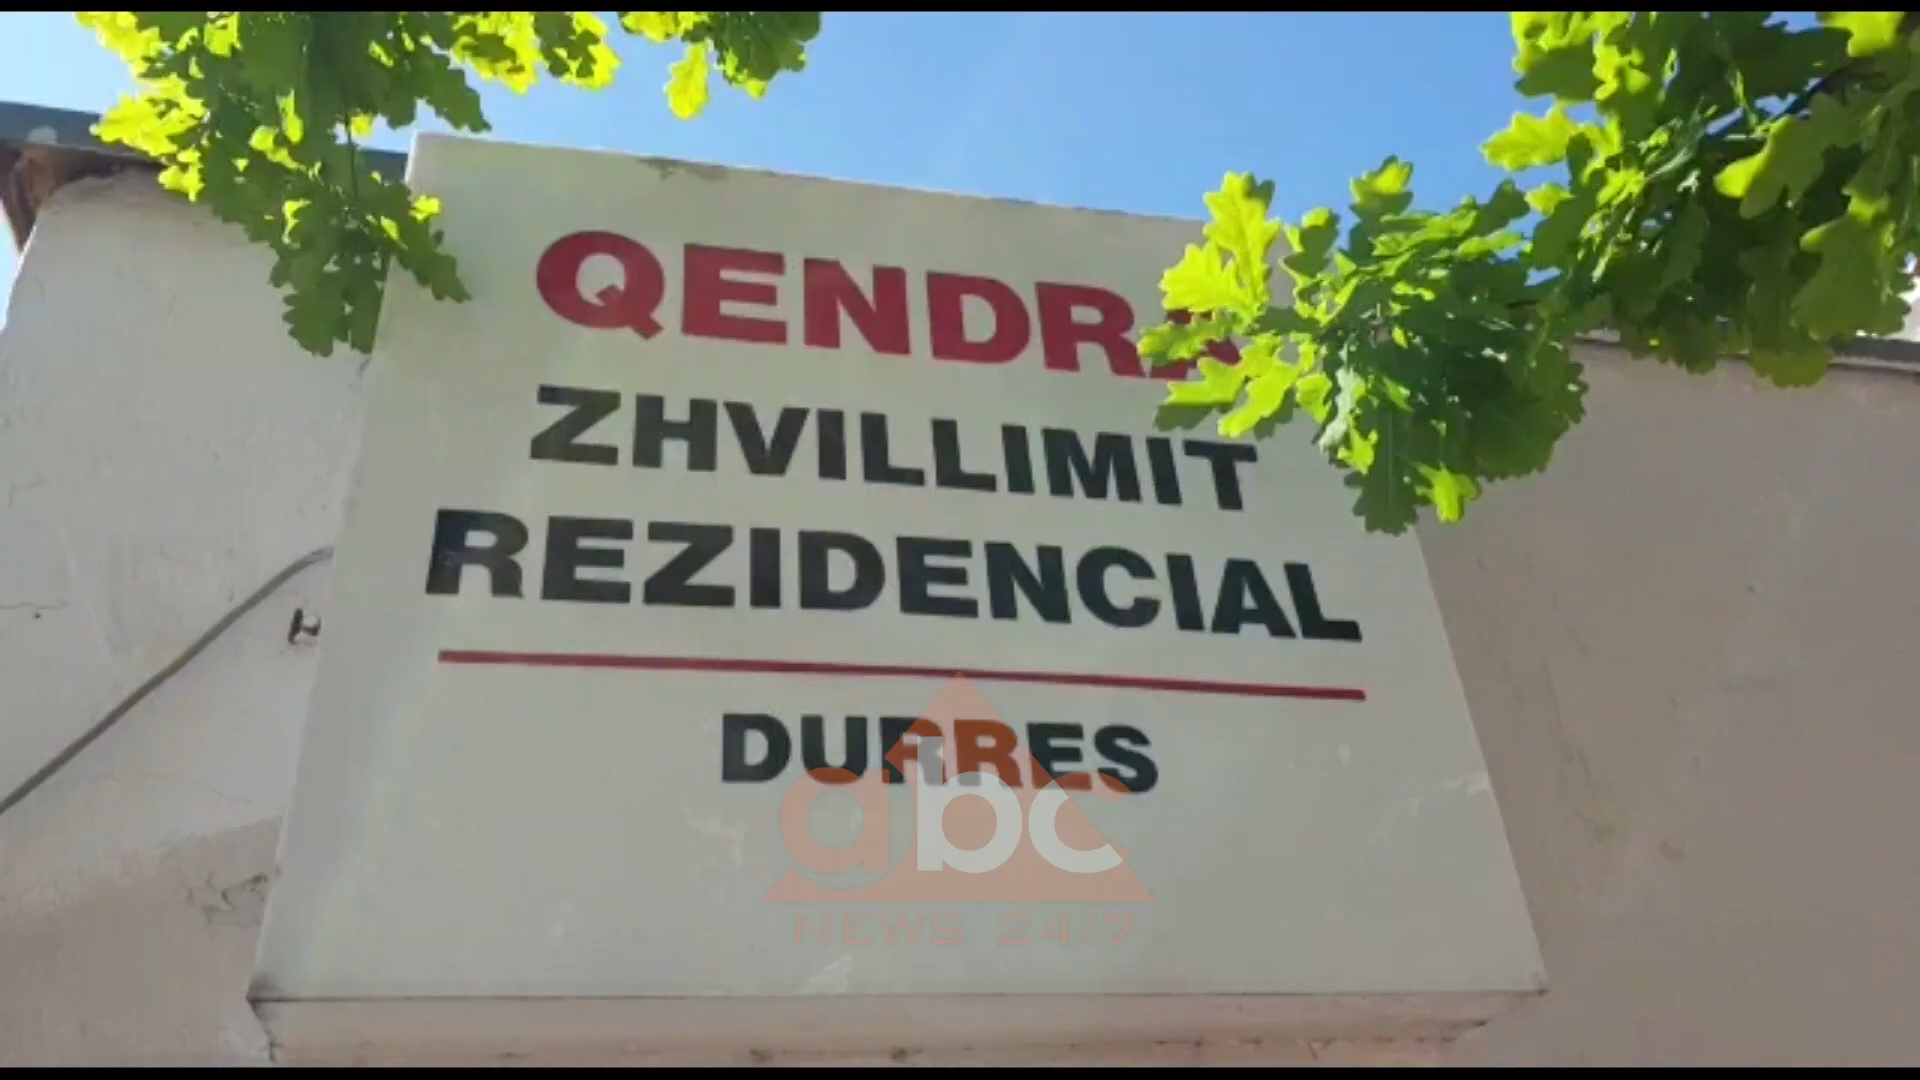 QENDRA
ZHVILLIMIT
REZIDENCIAL
DURRES
abc
NEWS 24/7